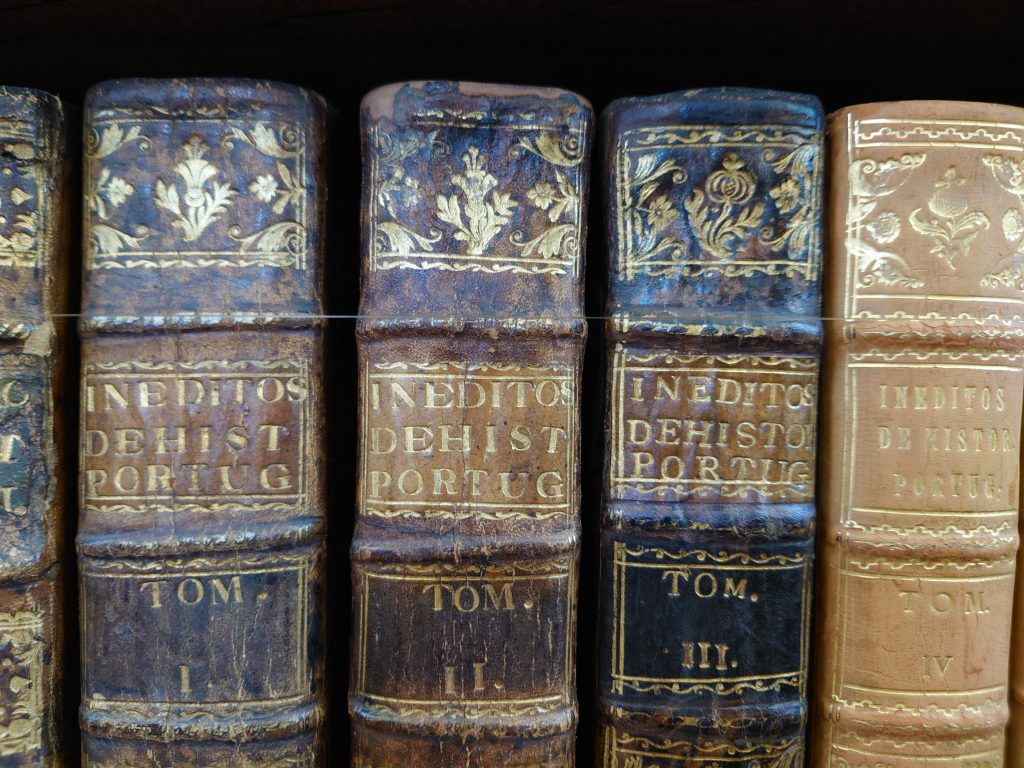 INEDITOS
DEHIST
PORTUG
TOM.
I.
INEDITOS
DEHIST
PORTUG
TOM.
II.
INEDITOS
DEHISTO
PORTUG
TOM.
III.
INEDITOS
DE HISTOR
PORTUG.
TOM.
IV